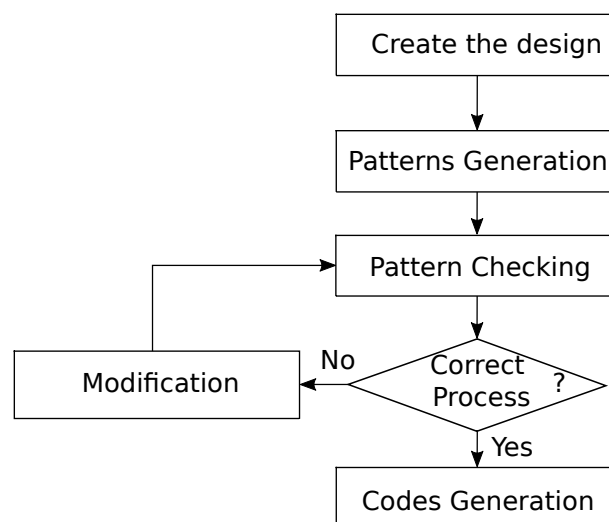 Create the design
Patterns Generation
Pattern Checking
No
Modification
Correct
Process ?
Yes
Codes Generation